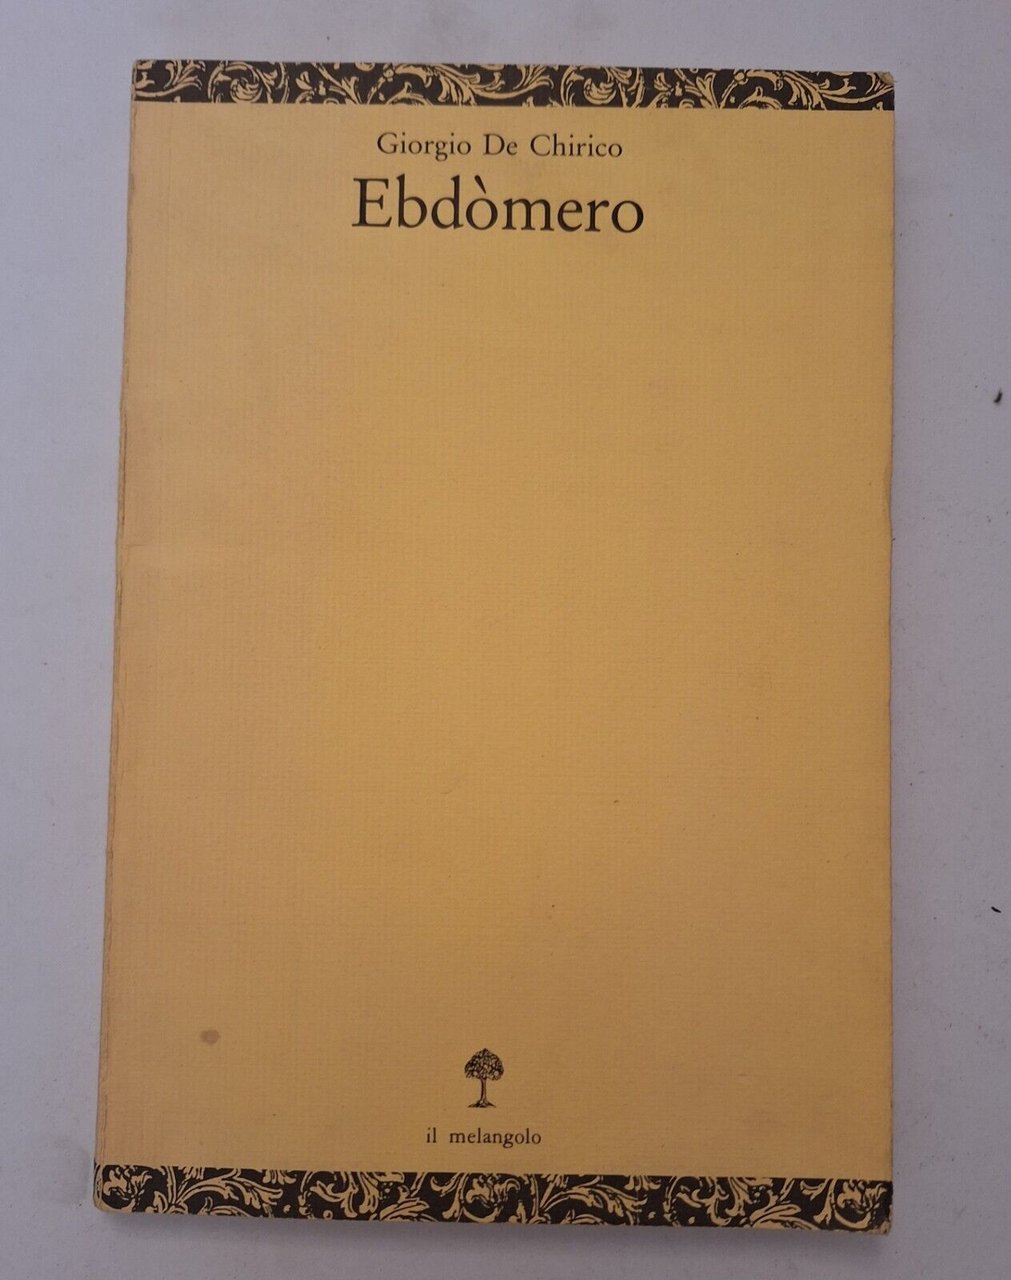 Giorgio De Chirico
Ebdòmero
il melangolo